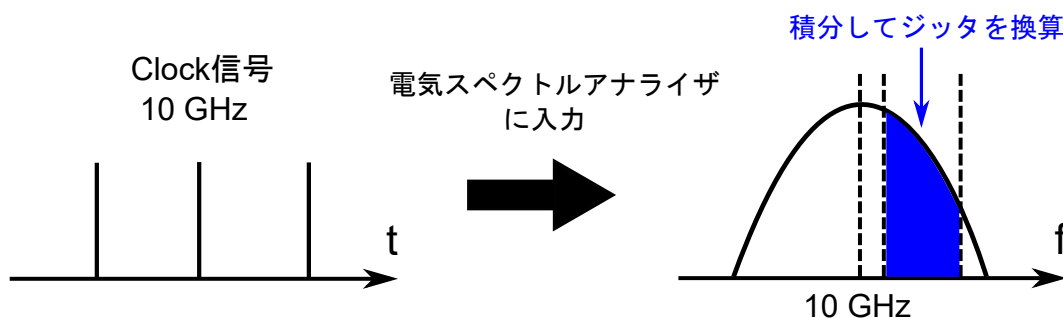 積分してジッタを換算
Clock信号
10 GHz
電気スペクトルアナライザ
に入力
t
f
10 GHz